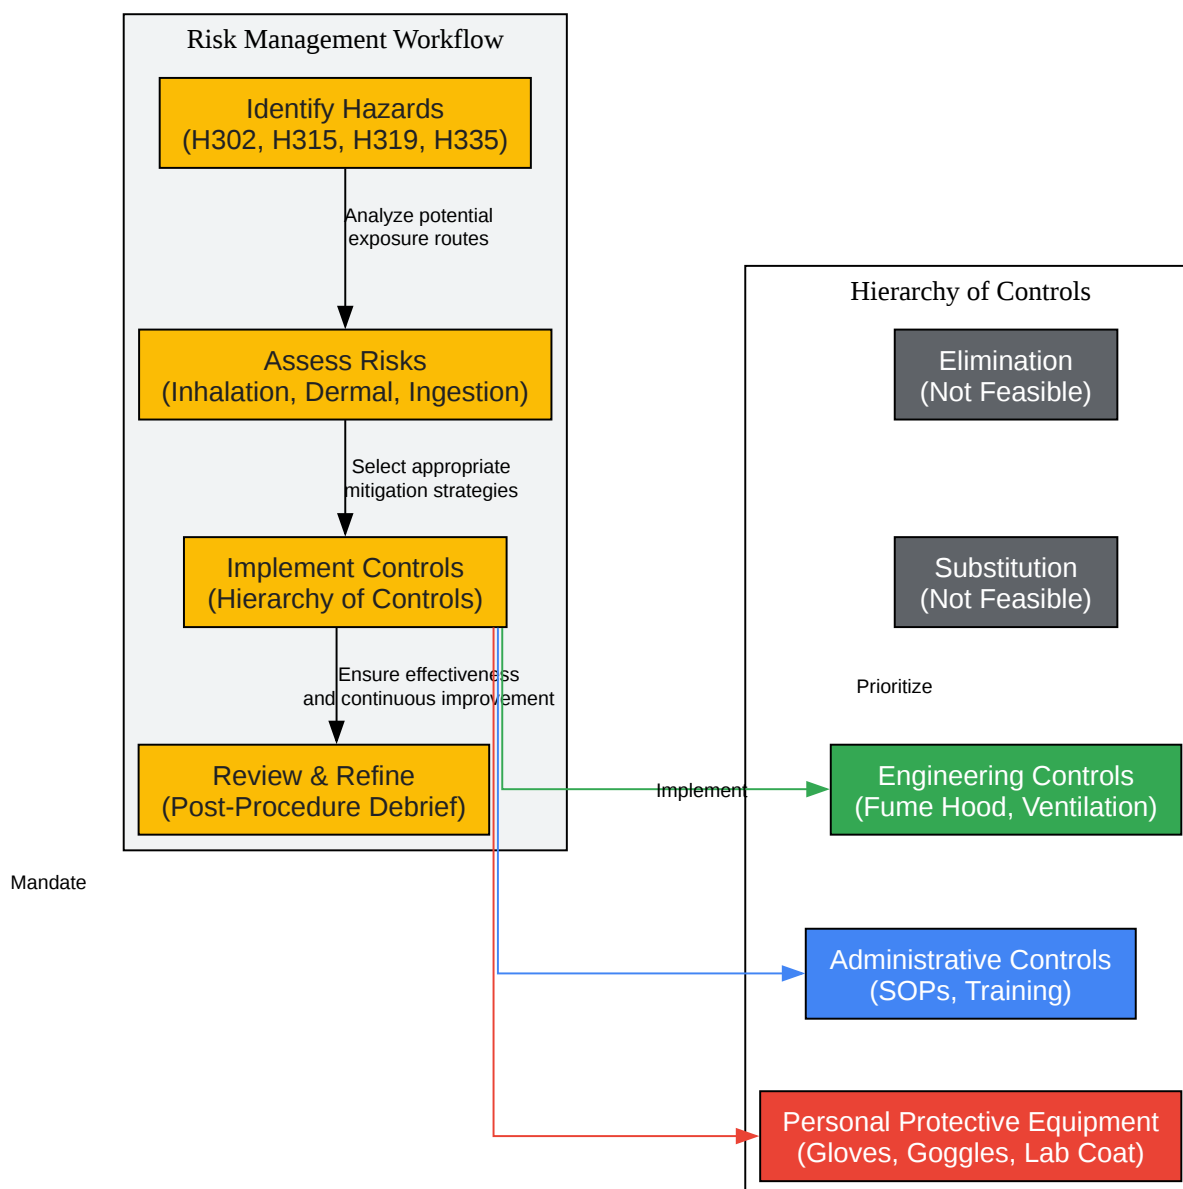 Risk Management Workflow
Identify Hazards
(H302, H315, H319, H335)
Analyze potential
exposure routes
Assess Risks
(Inhalation, Dermal, Ingestion)
Select appropriate
mitigation strategies
Implement Controls
(Hierarchy of Controls)
Ensure effectiveness
and continuous improvement
Review & Refine
(Post-Procedure Debrief)
Mandate
Implement
Hierarchy of Controls
Elimination
(Not Feasible)
Substitution
(Not Feasible)
Prioritize
Engineering Controls
(Fume Hood, Ventilation)
Administrative Controls
(SOPs, Training)
Personal Protective Equipment
(Gloves, Goggles, Lab Coat)